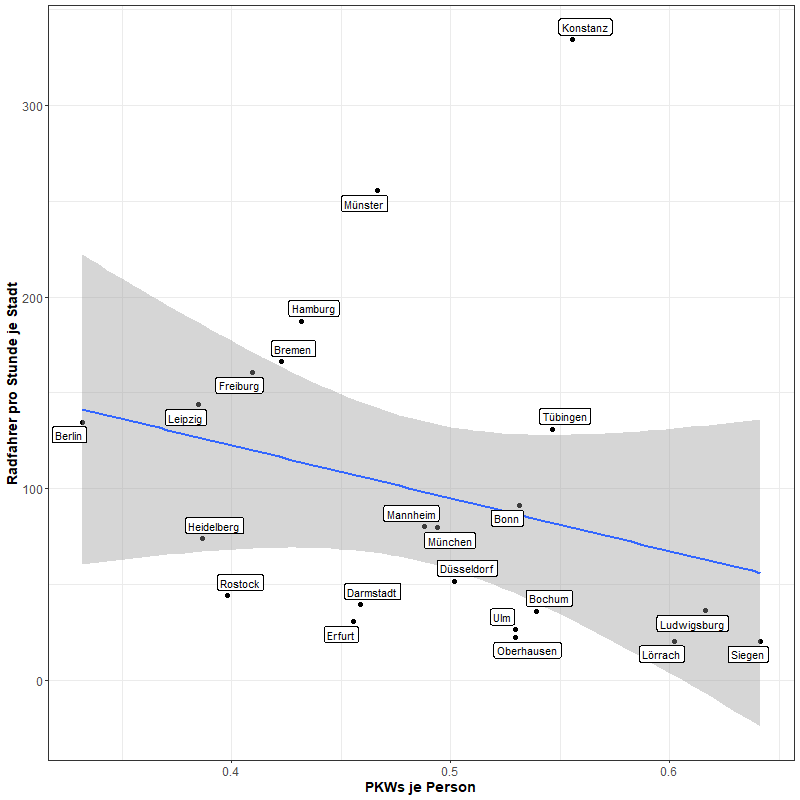 Konstanz
300
Münster
200
Hamburg
Bremen
Freiburg
Leipzig
Tübingen
Berlin
100
Mannheim
Bonn
Heidelberg
München
Düsseldorf
Rostock
Darmstadt
Bochum
Ulm
Ludwigsburg
Erfurt
Oberhausen
Lörrach
Siegen
0
0.4
0.5
0.6
PKWs je Person
Radfahrer pro Stunde je Stadt